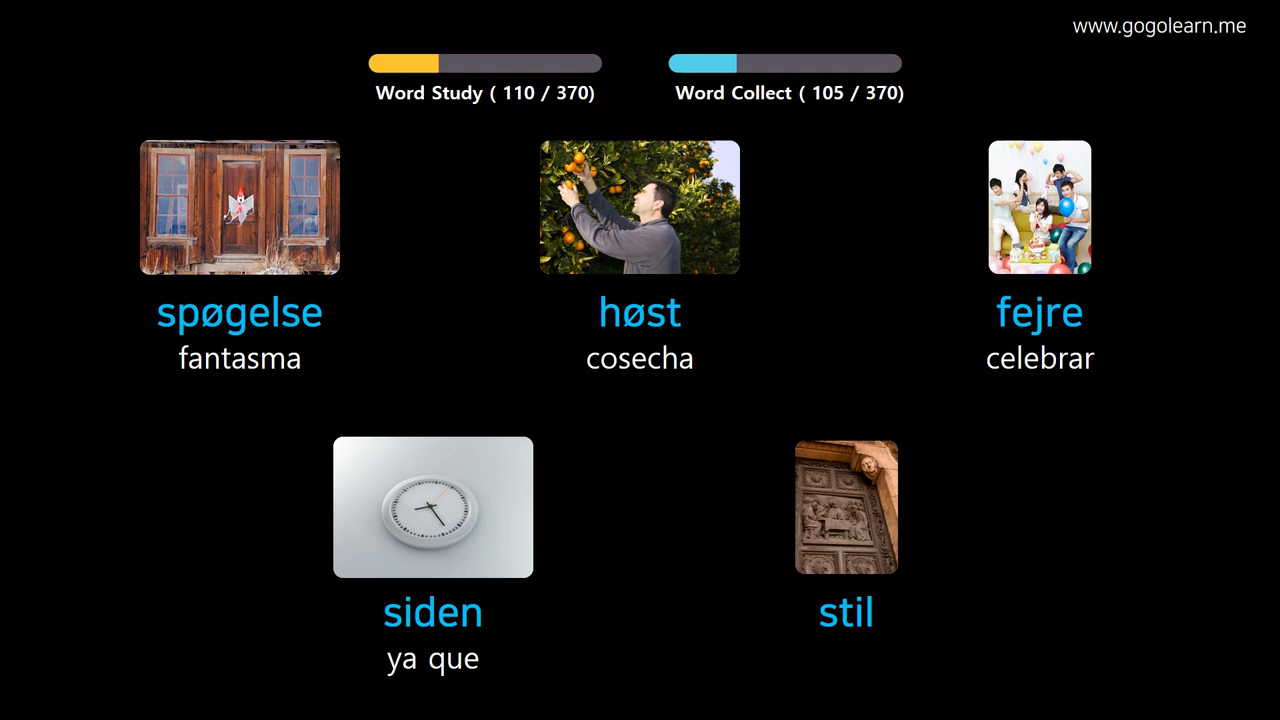 www.gogolearn.me
Word Study ( 110 / 370)
Word Collect ( 105 / 370)
spøgelse
fantasma
høst
cosecha
fejre
celebrar
siden
ya que
stil